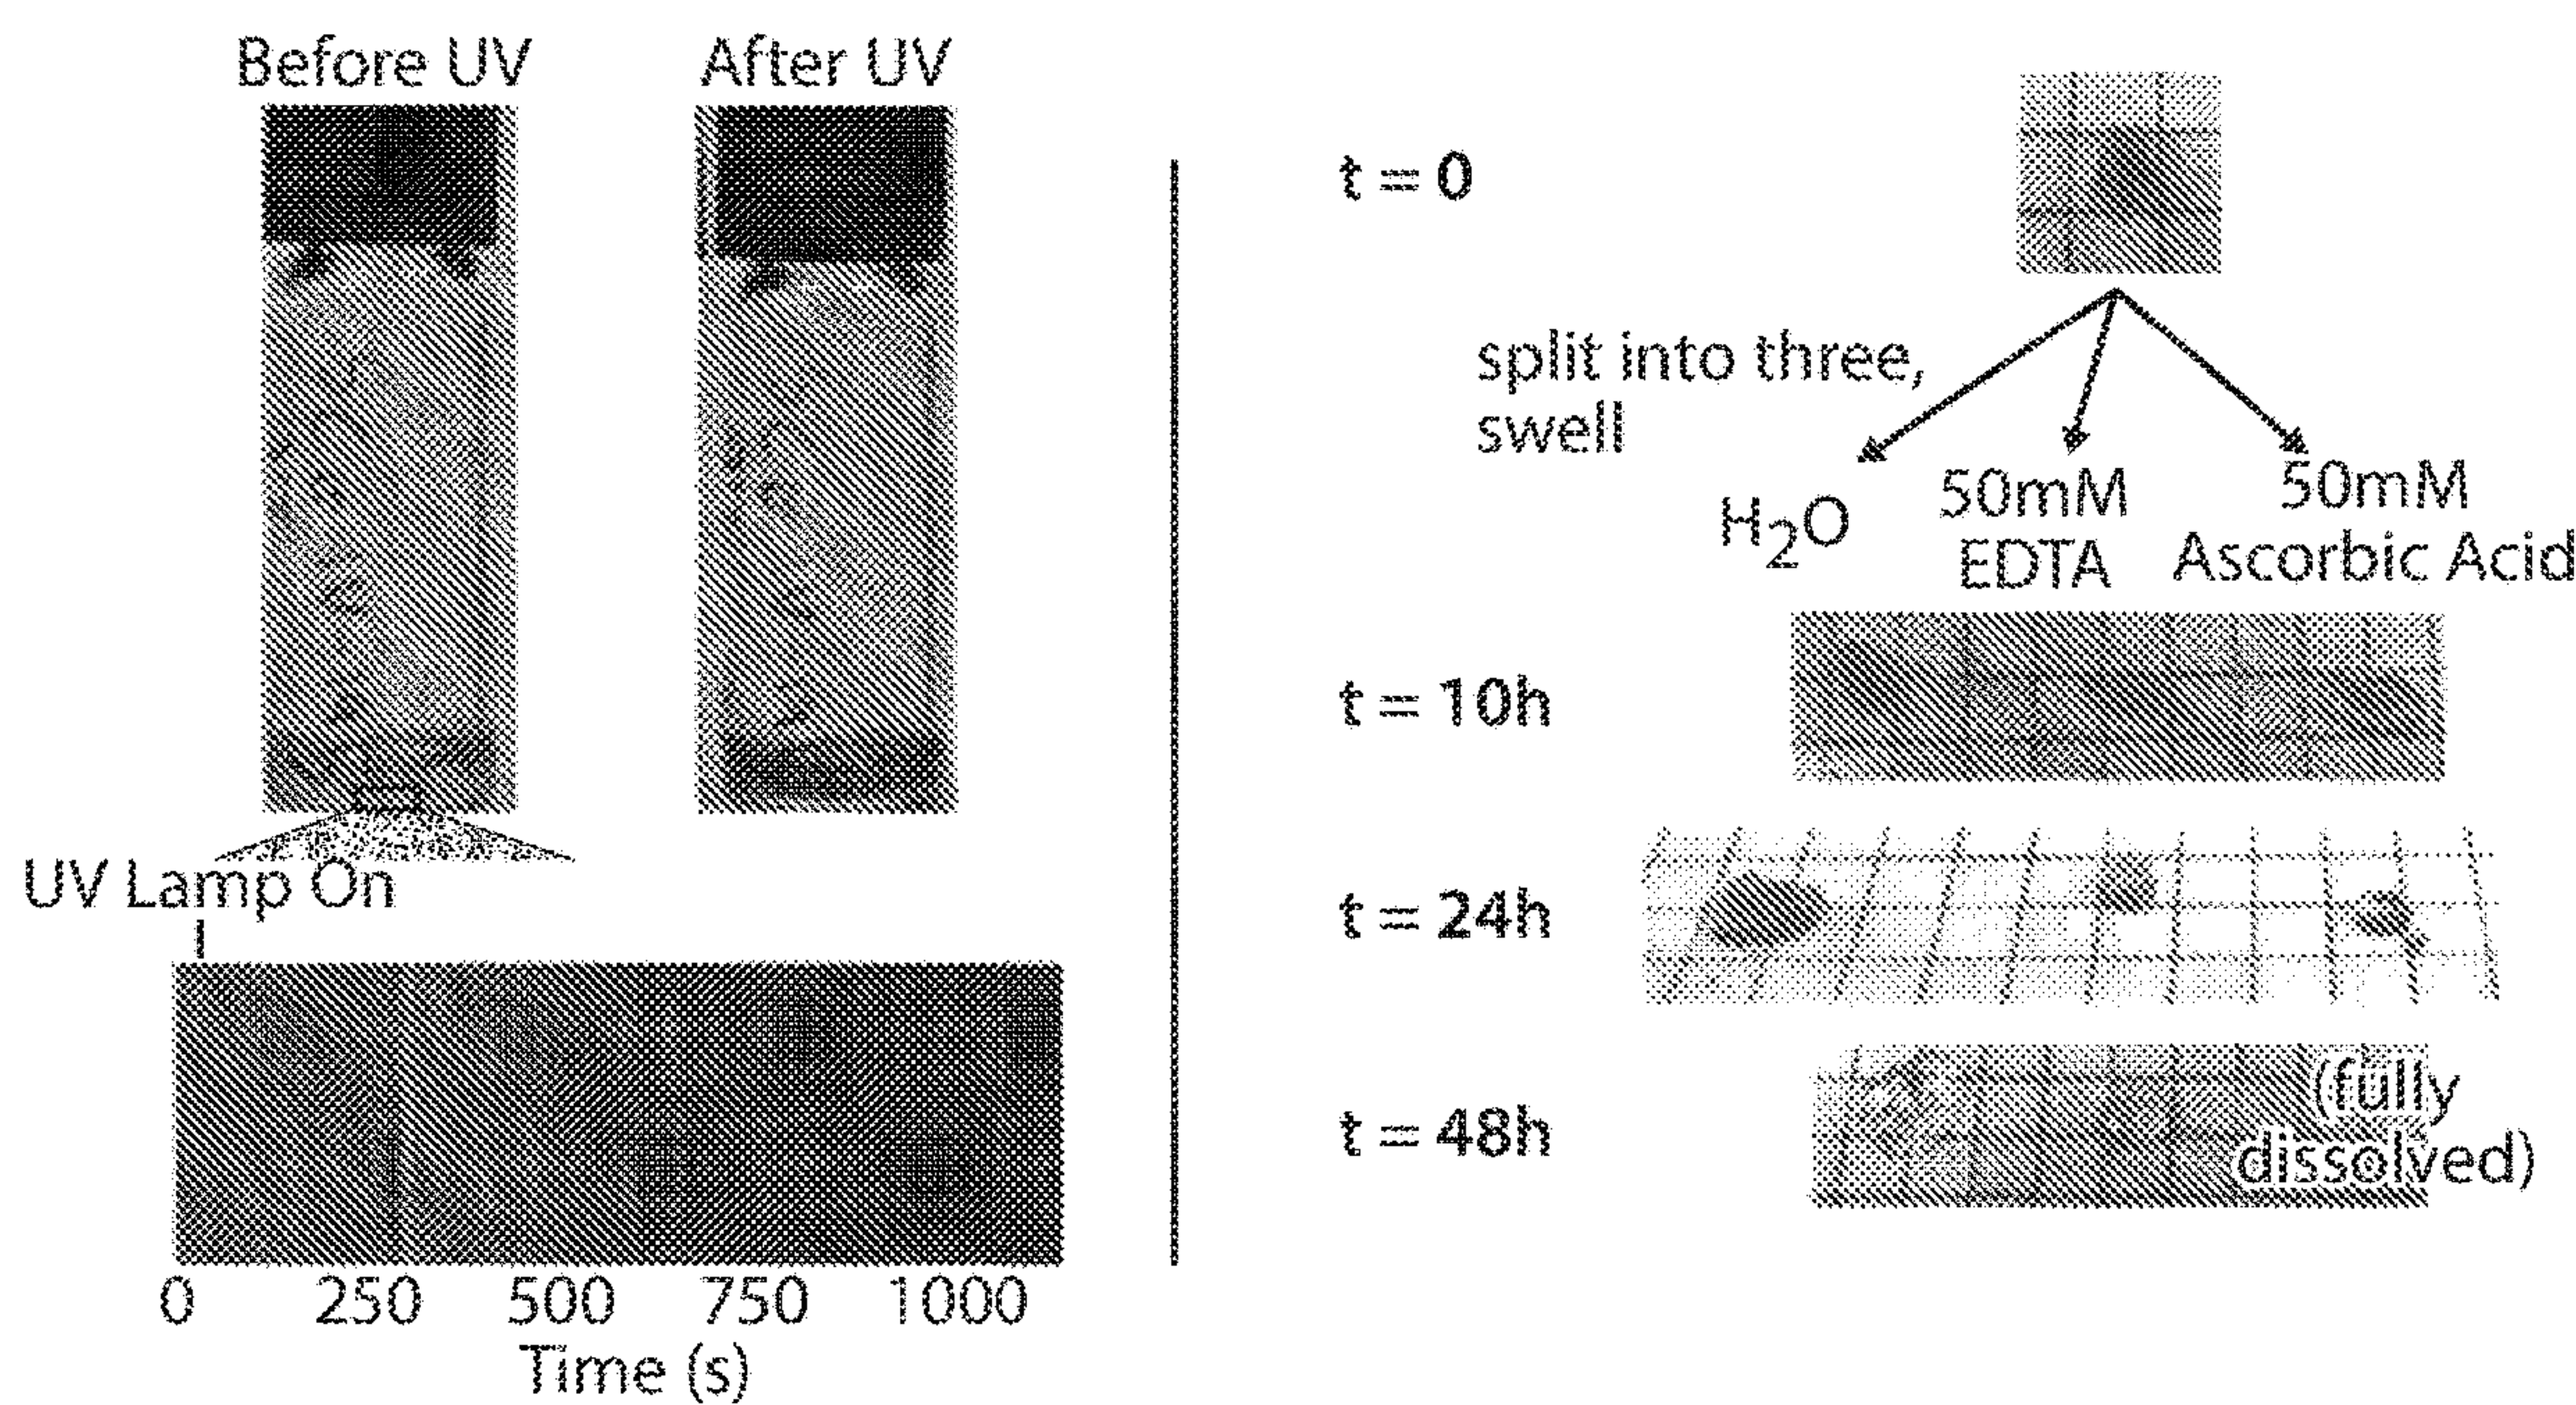 Before UV
After UV
UV Lamp On
0 250 500 750 1000
Time (s)
t = 0
split into three,
swell
H2O
50mM
EDTA
50mM
Ascorbic Acid
t = 10h
t = 24h
t = 48h
(fully
dissolved)